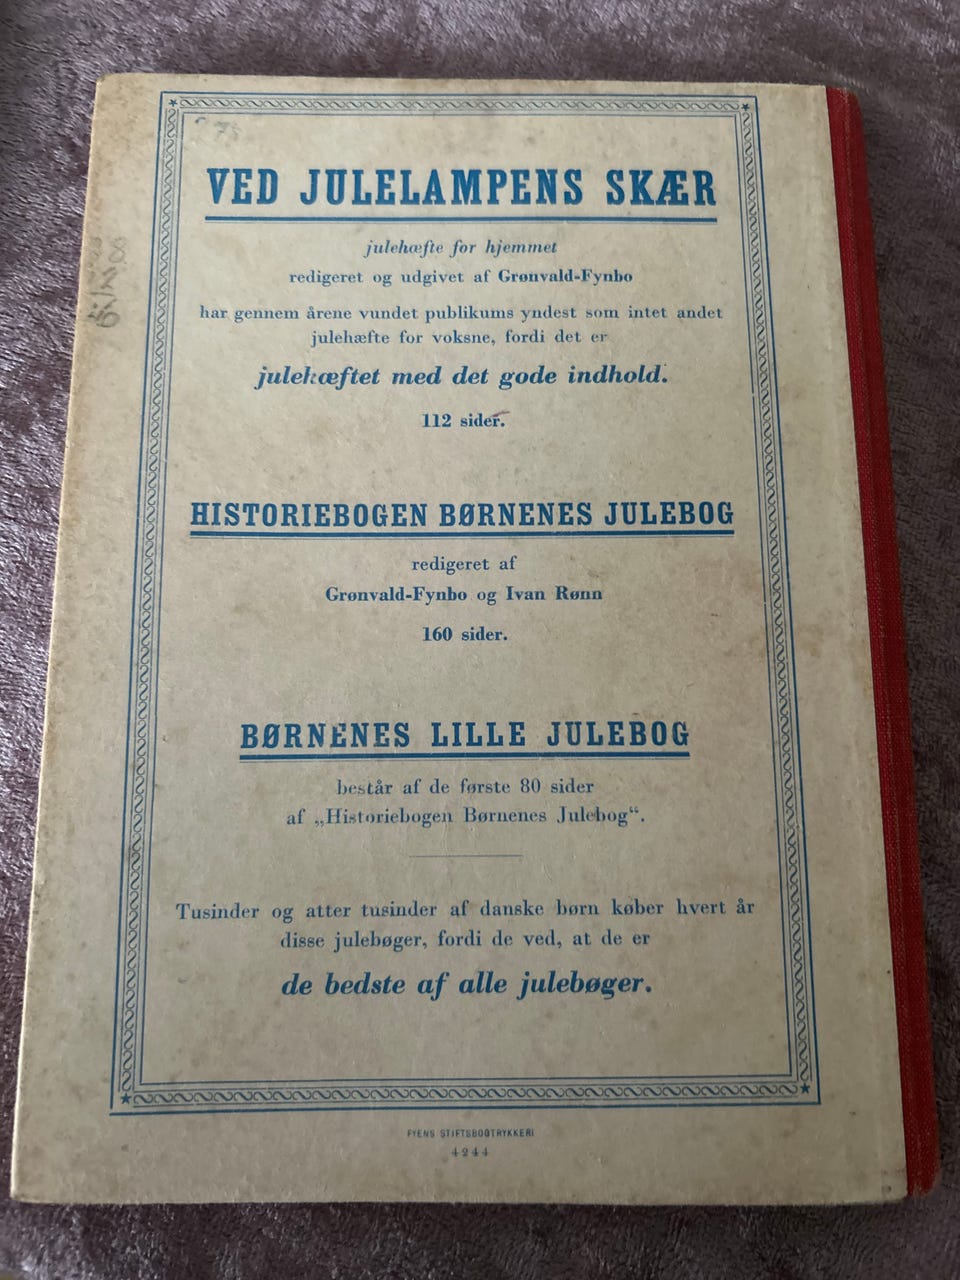 VED JULELAMPENS SKÆR
julehæfte for hjemmet
redigeret og udgivet af Grønvald-Fynbo
har gennem årene vundet publikums yndest som intet andet
julehæfte for voksne, fordi det er
julehæftet med det gode indhold.
112 sider.
HISTORIEBOGEN BØRNENES JULEBOG
redigeret af
Grønvald-Fynbo og Ivan Rønn
160 sider.
BØRNENES LILLE JULEBOG
består af de første 80 sider
af „Historiebogen Børnenes Julebog“.
Tusinder og atter tusinder af danske børn køber hvert år
disse julebøger, fordi de ved, at de er
de bedste af alle julebøger.
FYENS STIFTSBOGTRYKKERI
4244